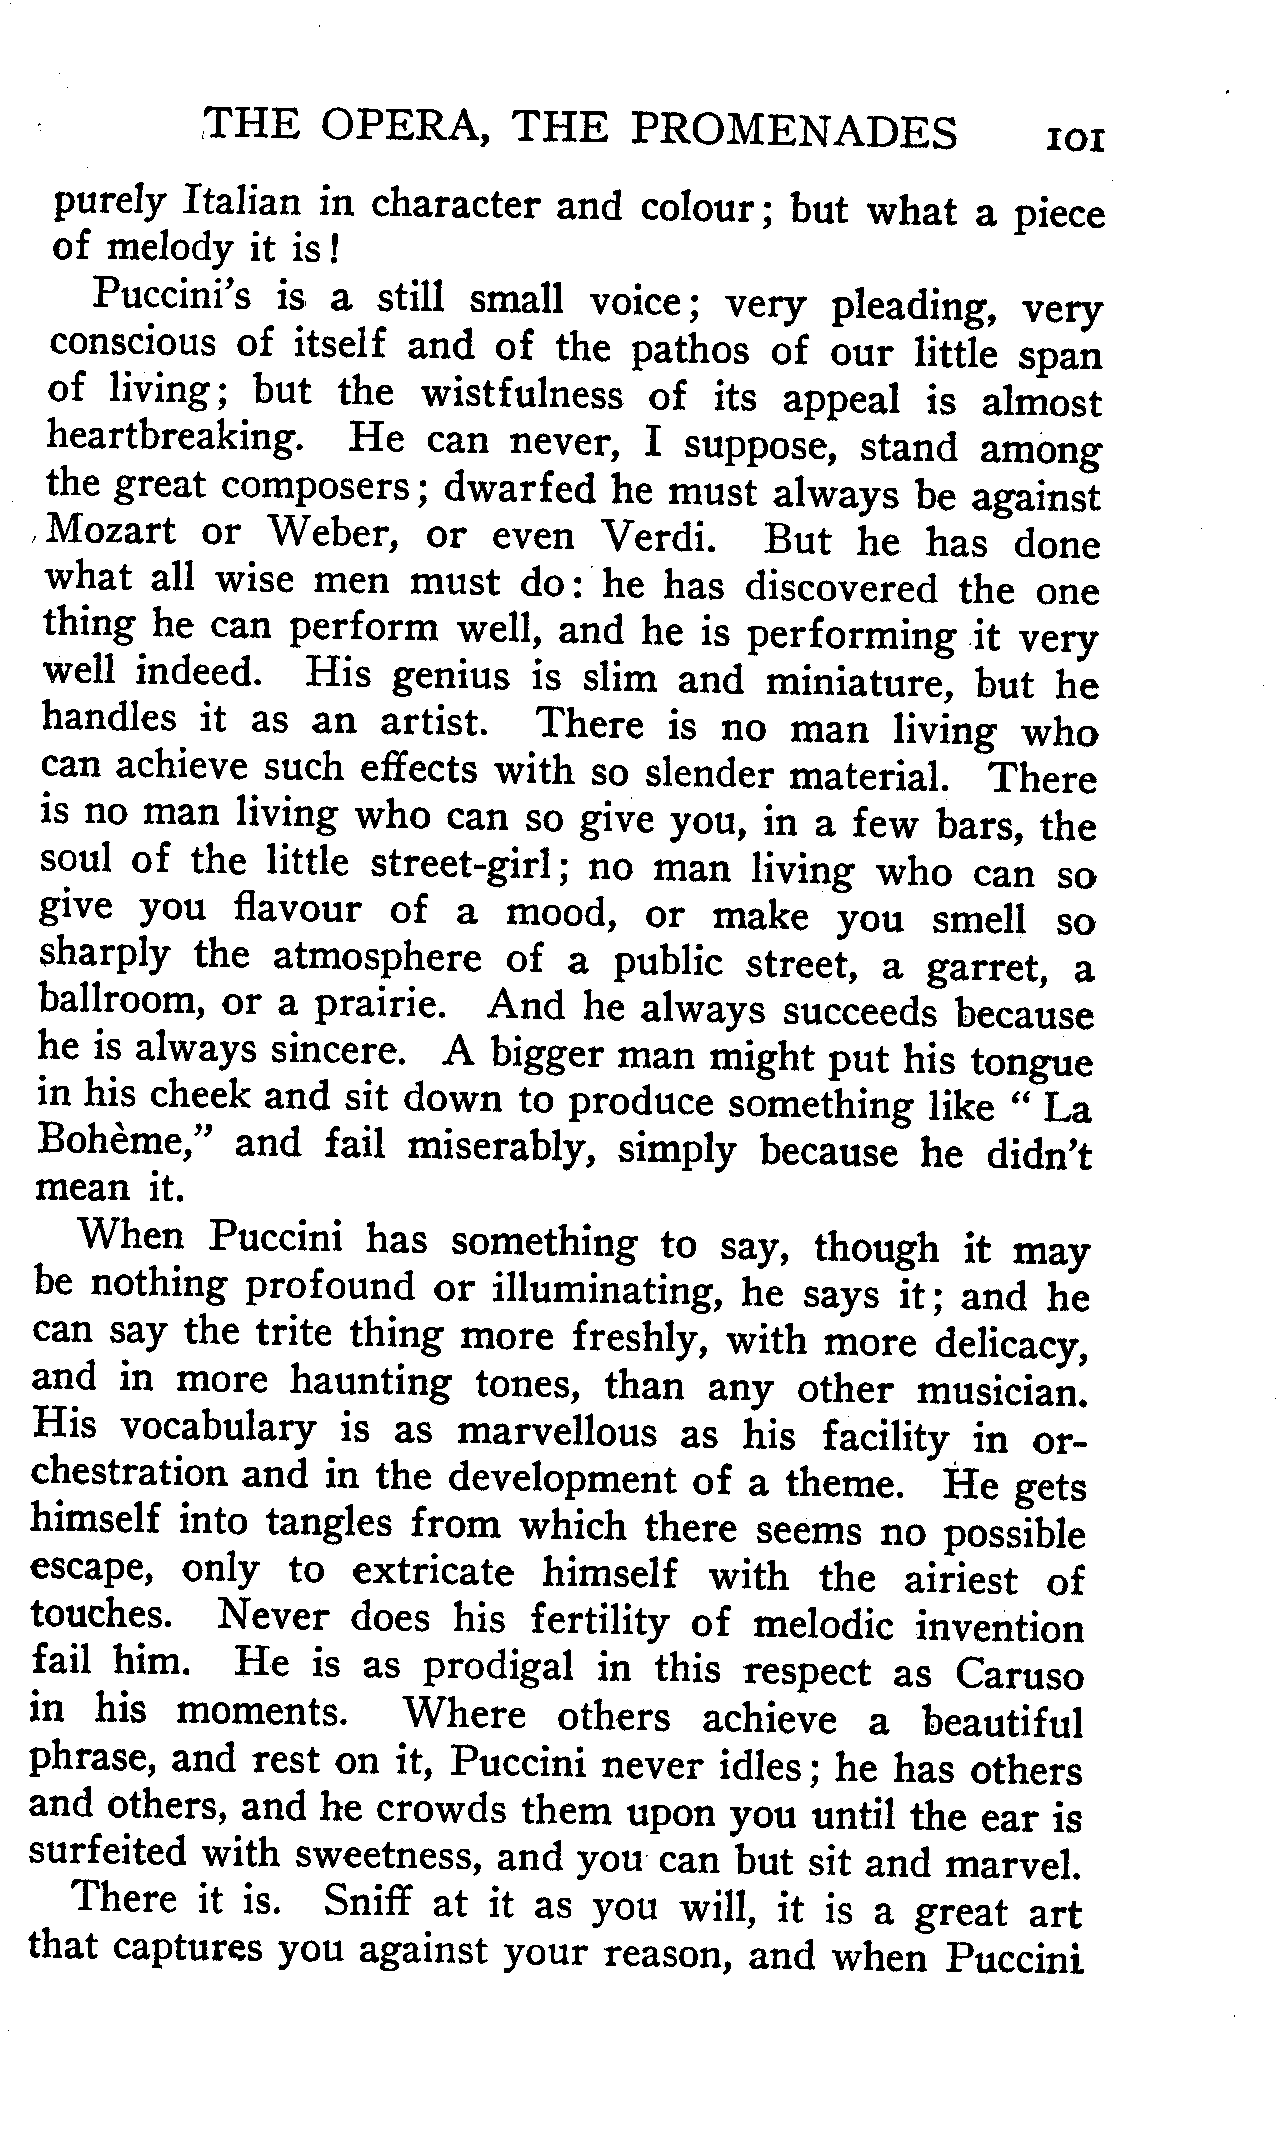 THE OPERA, THE PROMENADES 101
purely Italian in character and colour; but what a piece
of melody it is!
Puccini's is a still small voice; very pleading, very
conscious of itself and of the pathos of our little span
of living; but the wistfulness of its appeal is almost
heartbreaking. He can never, I suppose, stand among
the great composers; dwarfed he must always be against
Mozart or Weber, or even Verdi. But he has done
what all wise men must do: he has discovered the one
thing he can perform well, and he is performing it very
well indeed. His genius is slim and miniature, but he
handles it as an artist. There is no man living who
can achieve such effects with so slender material. There
is no man living who can so give you, in a few bars, the
soul of the little street-girl; no man living who can so
give you flavour of a mood, or make you smell so
sharply the atmosphere of a public street, a garret, a
ballroom, or a prairie. And he always succeeds because
he is always sincere. A bigger man might put his tongue
in his cheek and sit down to produce something like “ La
Bohème,” and fail miserably, simply because he didn't
mean it.
When Puccini has something to say, though it may
be nothing profound or illuminating, he says it; and he
can say the trite thing more freshly, with more delicacy,
and in more haunting tones, than any other musician.
His vocabulary is as marvellous as his facility in or-
chestration and in the development of a theme. He gets
himself into tangles from which there seems no possible
escape, only to extricate himself with the airiest of
touches. Never does his fertility of melodic invention
fail him. He is as prodigal in this respect as Caruso
in his moments. Where others achieve a beautiful
phrase, and rest on it, Puccini never idles; he has others
and others, and he crowds them upon you until the ear is
surfeited with sweetness, and you can but sit and marvel.
There it is. Sniff at it as you will, it is a great art
that captures you against your reason, and when Puccini